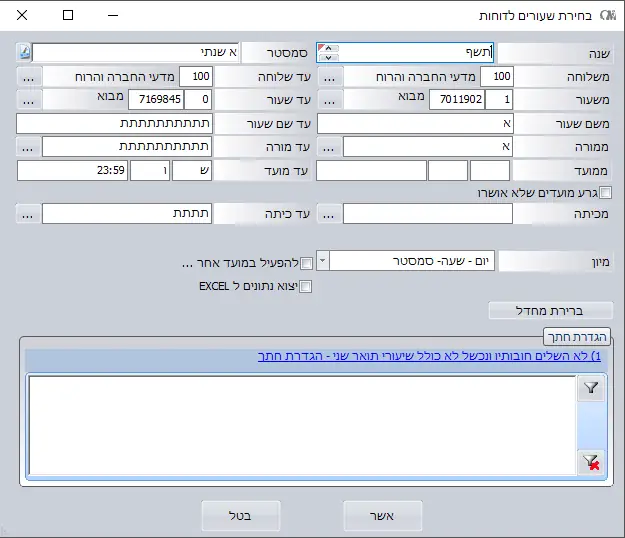 בחירת שעורים לדוחות
שנה תשף סמסטר א שנתי
משלוחה 100 מדעי החברה והרוח ... עד שלוחה 100 מדעי החברה והרוח ...
משעור 1 7011902 מבוא ... עד שעור 0 7169845 מבוא ...
משם שעור א עד שם שעור תתתתתתתתתת
ממורה א ... עד מורה תתתתתתתתתת ...
ממועד עד מועד ש ו 23:59
גרע מועדים שלא אושרו
מכיתה ... עד כיתה תתתת ...
מיון יום - שעה- סמסטר להפעיל במועד אחר ...
יצוא נתונים ל EXCEL
ברירת מחדל
הגדרת חתך
1) לא השלים חובותיו ונכשל לא כולל שיעורי תואר שני - הגדרת חתך
אשר בטל